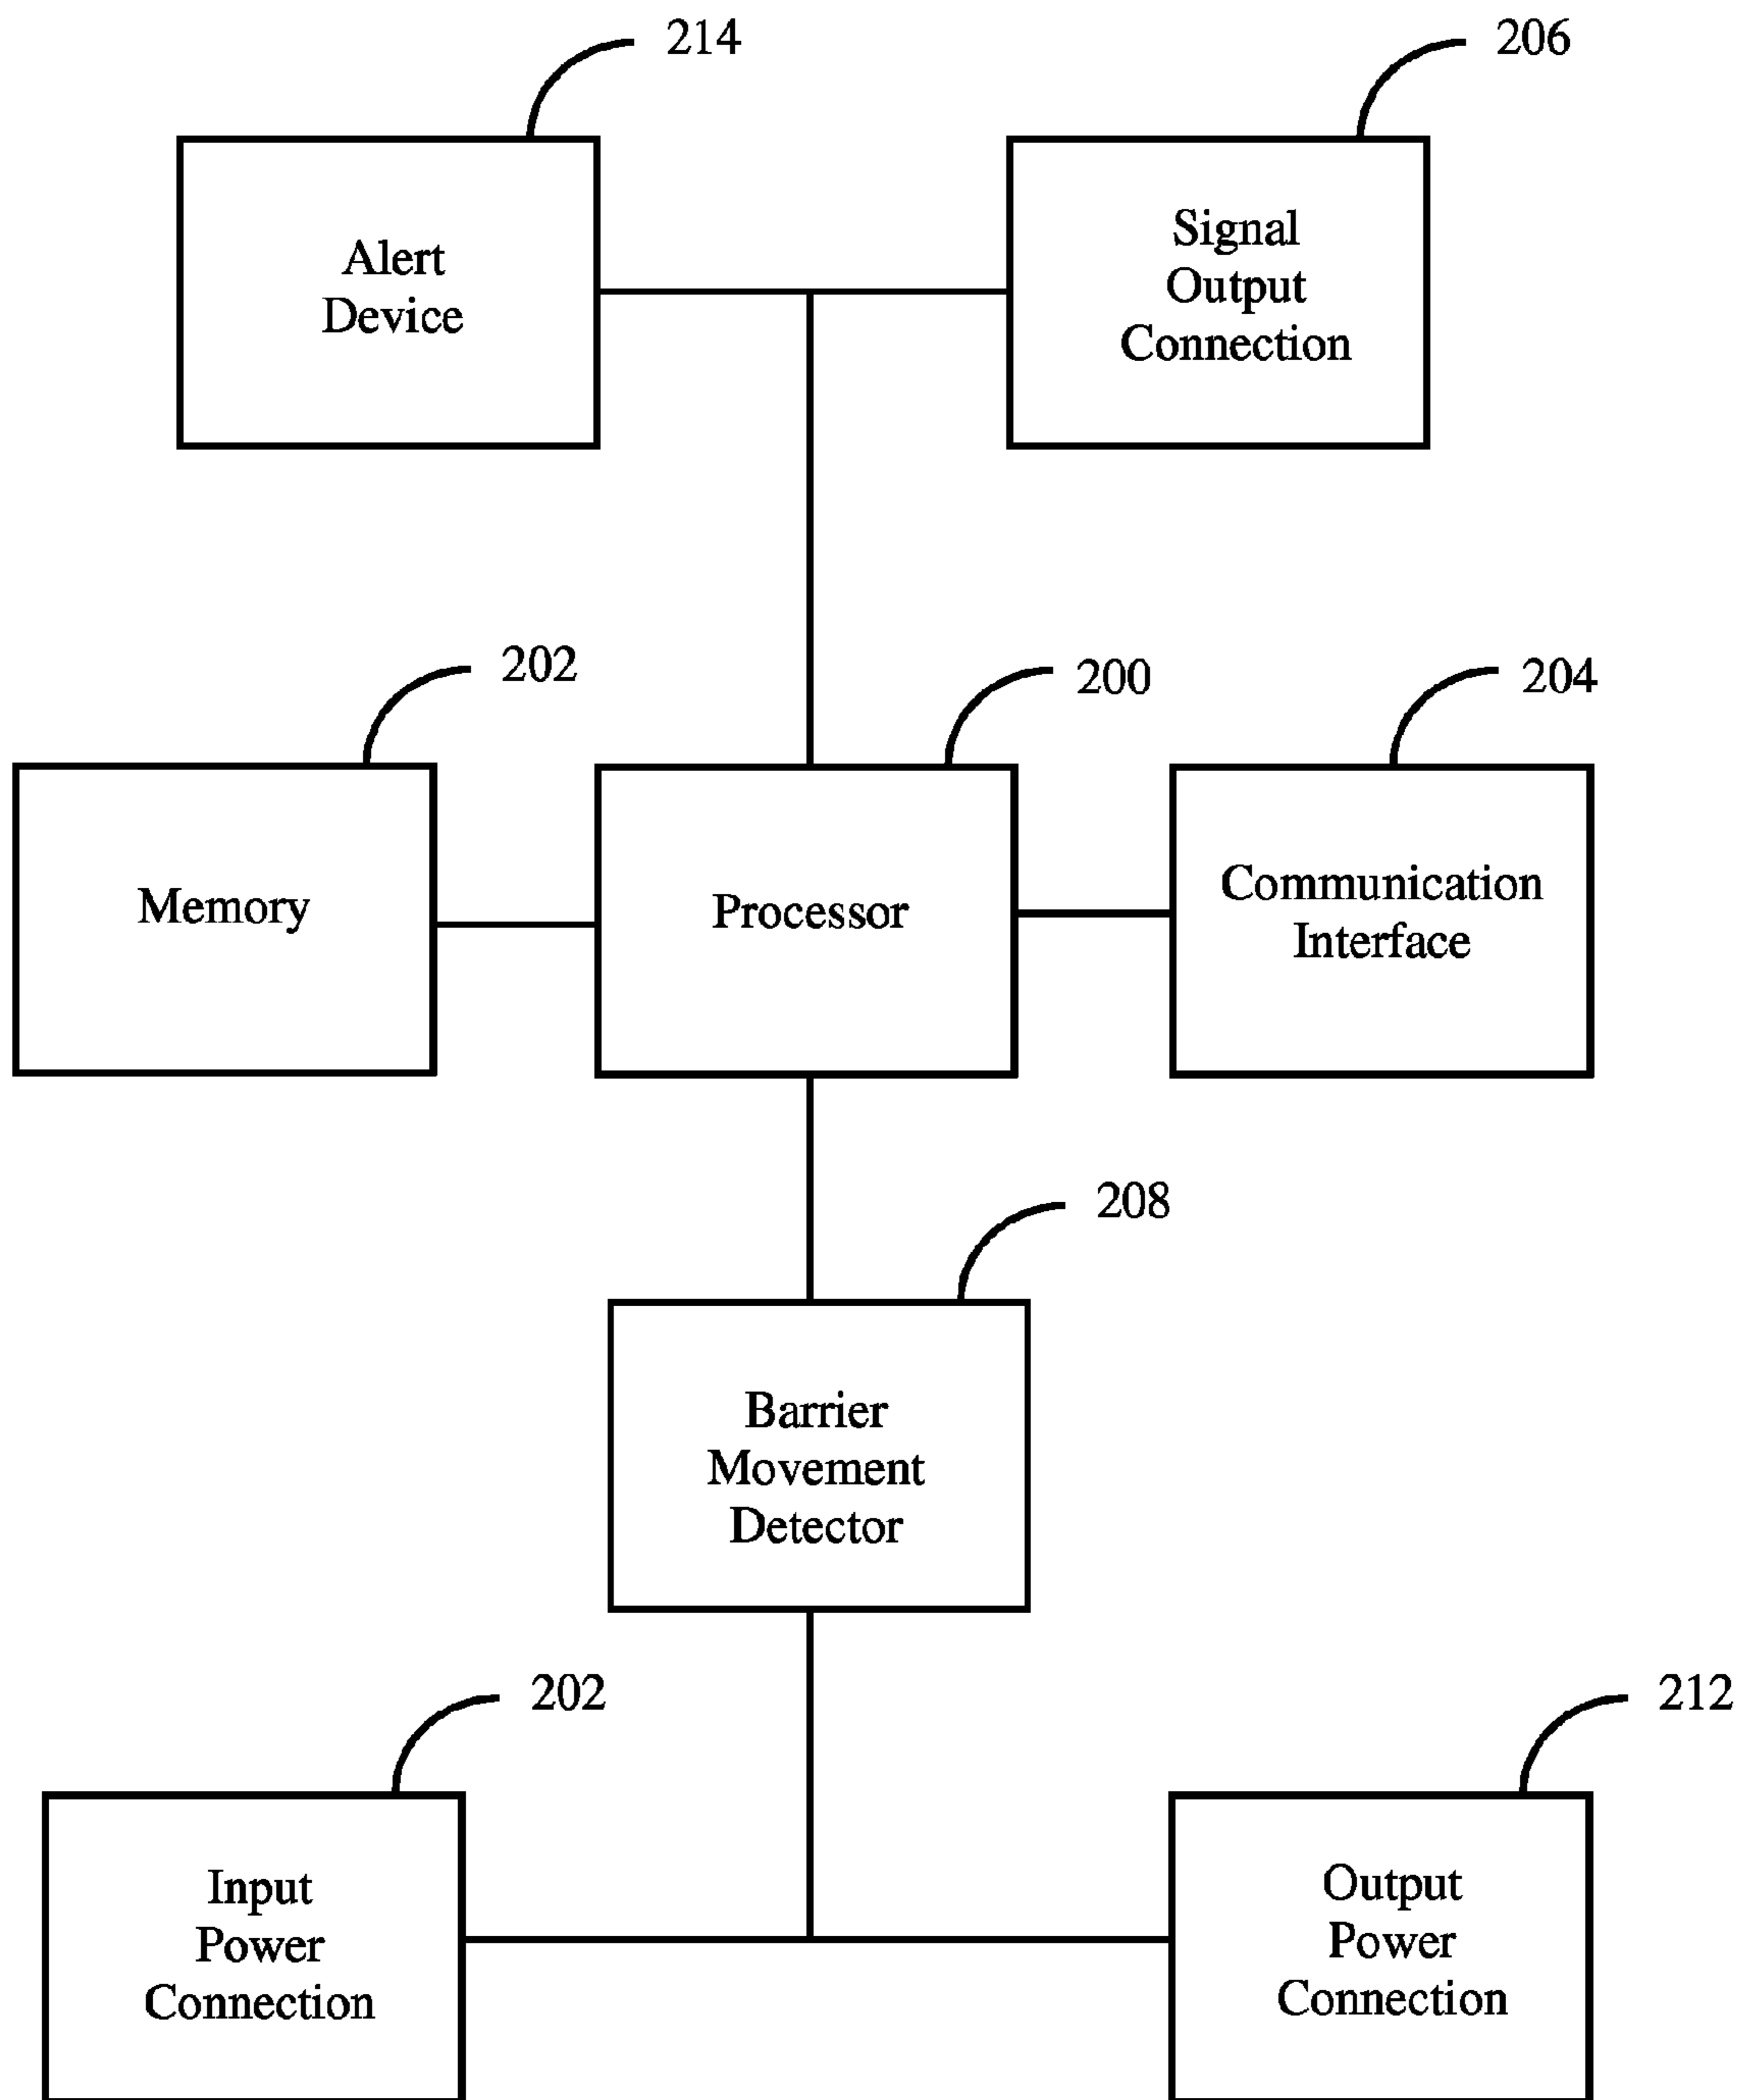 214
206
Alert
Device
Signal
Output
Connection
202
200
204
Memory
Processor
Communication
Interface
208
Barrier
Movement
Detector
202
212
Input
Power
Connection
Output
Power
Connection